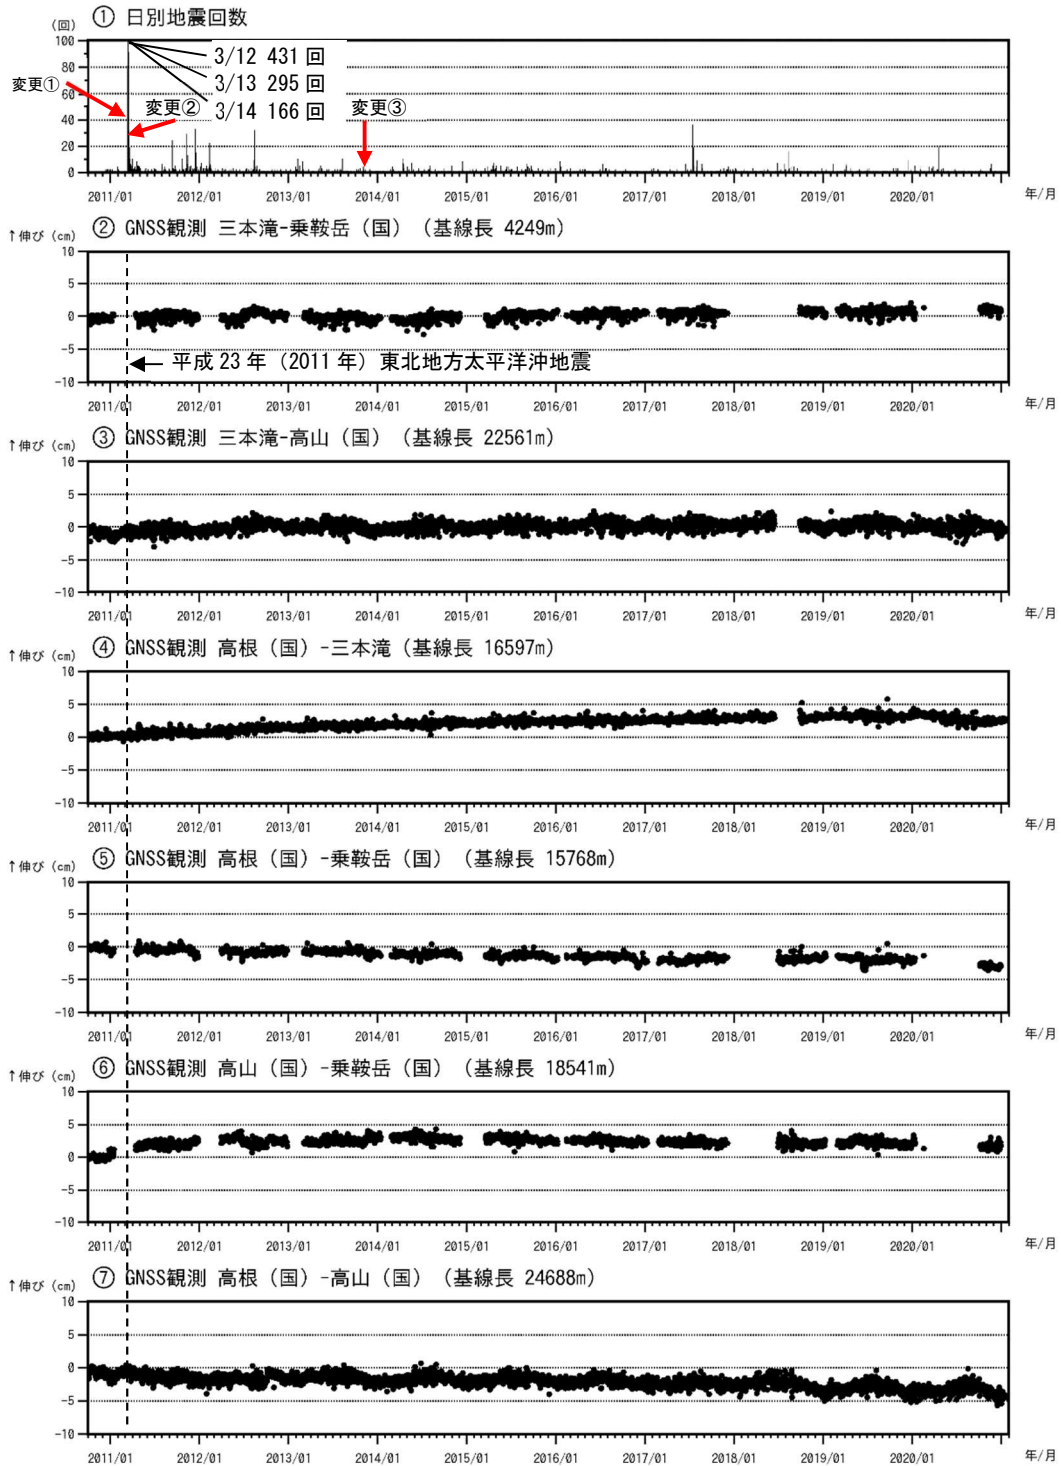 ① 日別地震回数
(回)
100
80
60
40
20
0
3/12 431 回
3/13 295 回
3/14 166 回
変更①
変更②
変更③
2011/01 2012/01 2013/01 2014/01 2015/01 2016/01 2017/01 2018/01 2019/01 2020/01 年/月
↑伸び (cm) ② GNSS観測 三本滝-乗鞍岳（国）（基線長 4249m）
10
5
0
-5
-10
平成 23 年（2011 年）東北地方太平洋沖地震
2011/01 2012/01 2013/01 2014/01 2015/01 2016/01 2017/01 2018/01 2019/01 2020/01 年/月
↑伸び (cm) ③ GNSS観測 三本滝-高山（国）（基線長 22561m）
10
5
0
-5
-10
2011/01 2012/01 2013/01 2014/01 2015/01 2016/01 2017/01 2018/01 2019/01 2020/01 年/月
↑伸び (cm) ④ GNSS観測 高根（国）-三本滝（基線長 16597m）
10
5
0
-5
-10
2011/01 2012/01 2013/01 2014/01 2015/01 2016/01 2017/01 2018/01 2019/01 2020/01 年/月
↑伸び (cm) ⑤ GNSS観測 高根（国）-乗鞍岳（国）（基線長 15768m）
10
5
0
-5
-10
2011/01 2012/01 2013/01 2014/01 2015/01 2016/01 2017/01 2018/01 2019/01 2020/01 年/月
↑伸び (cm) ⑥ GNSS観測 高山（国）-乗鞍岳（国）（基線長 18541m）
10
5
0
-5
-10
2011/01 2012/01 2013/01 2014/01 2015/01 2016/01 2017/01 2018/01 2019/01 2020/01 年/月
↑伸び (cm) ⑦ GNSS観測 高根（国）-高山（国）（基線長 24688m）
10
5
0
-5
-10
2011/01 2012/01 2013/01 2014/01 2015/01 2016/01 2017/01 2018/01 2019/01 2020/01 年/月